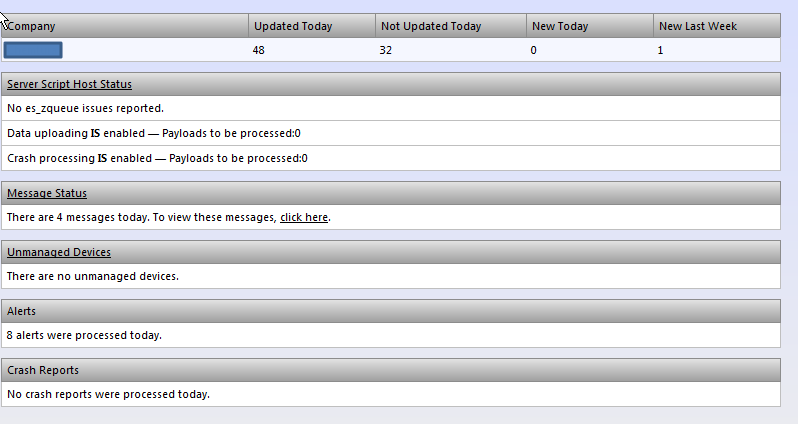 Company Updated Today Not Updated Today New Today New Last Week
48 32 0 1
Server Script Host Status
No es_zqueue issues reported.
Data uploading IS enabled — Payloads to be processed:0
Crash processing IS enabled — Payloads to be processed:0
Message Status
There are 4 messages today. To view these messages, click here.
Unmanaged Devices
There are no unmanaged devices.
Alerts
8 alerts were processed today.
Crash Reports
No crash reports were processed today.